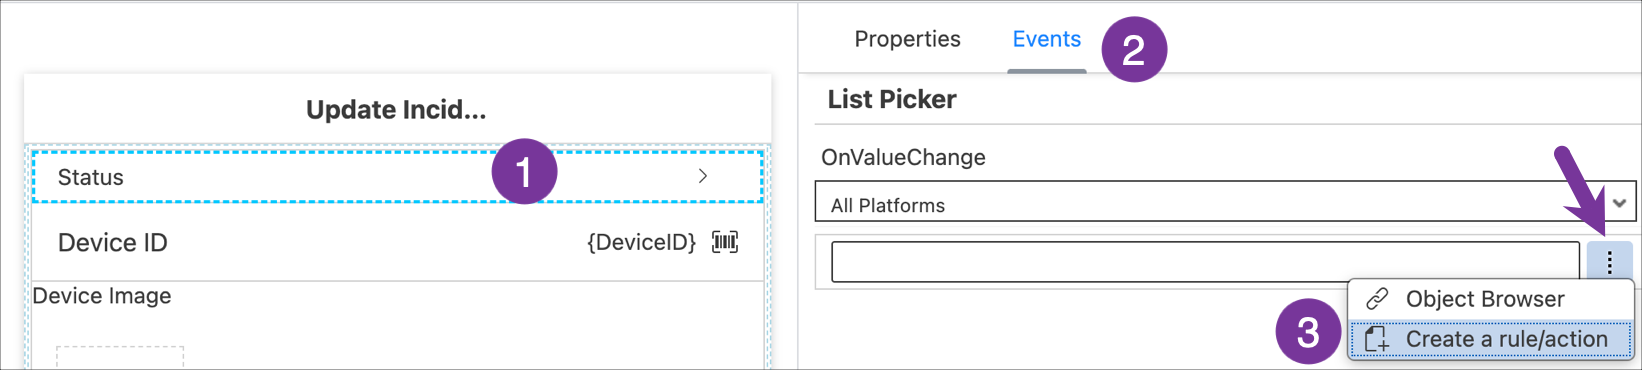 Update Incid...
Status
1
Device ID
{DeviceID}
Device Image
Properties
Events
2
List Picker
OnValueChange
All Platforms
Object Browser
3
Create a rule/action